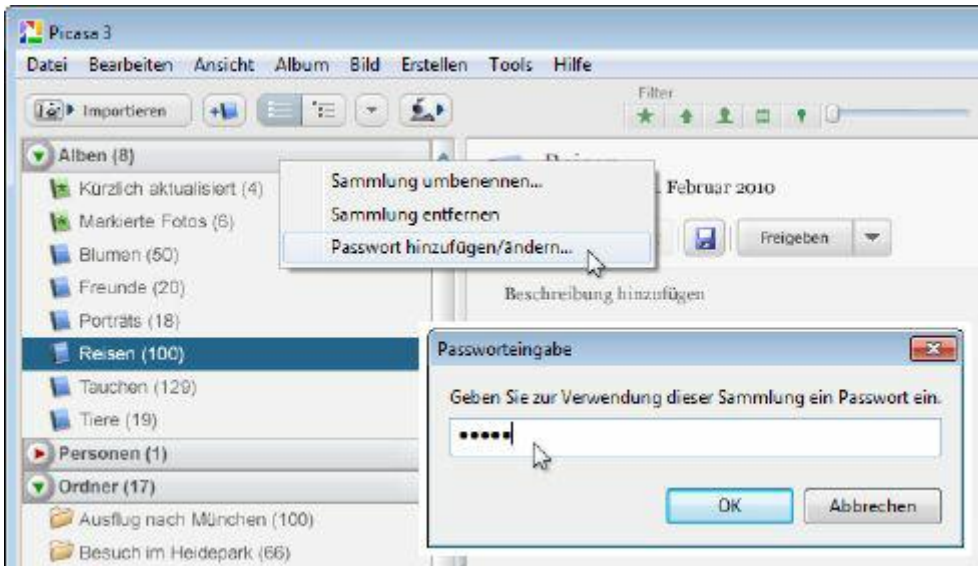 Picasa 3
Datei Bearbeiten Ansicht Album Bild Erstellen Tools Hilfe
Importieren
Filter
Alben (8)
Kürzlich aktualisiert (4)
Markierte Fotos (6)
Blumen (50)
Freunde (20)
Porträts (18)
Reisen (100)
Tauchen (129)
Tiere (19)
Personen (1)
Ordner (17)
Ausflug nach München (100)
Besuch im Heidepark (66)
Sammlung umbenennen...
Sammlung entfernen
Passwort hinzufügen/ändern...
Februar 2010
Freigeben
Beschreibung hinzufügen
Passworteingabe
Geben Sie zur Verwendung dieser Sammlung ein Passwort ein.
•••••
OK Abbrechen